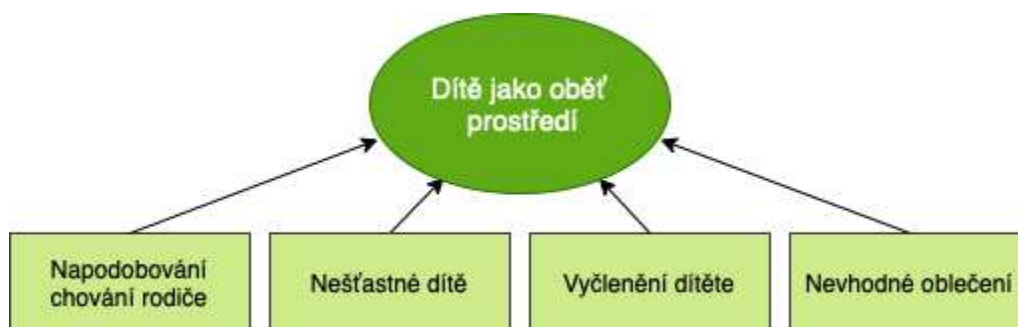 Dítě jako oběť
prostředí
Napodobování
chování rodiče
Nešťastné dítě
Vyčlenění dítěte
Nevhodné oblečení